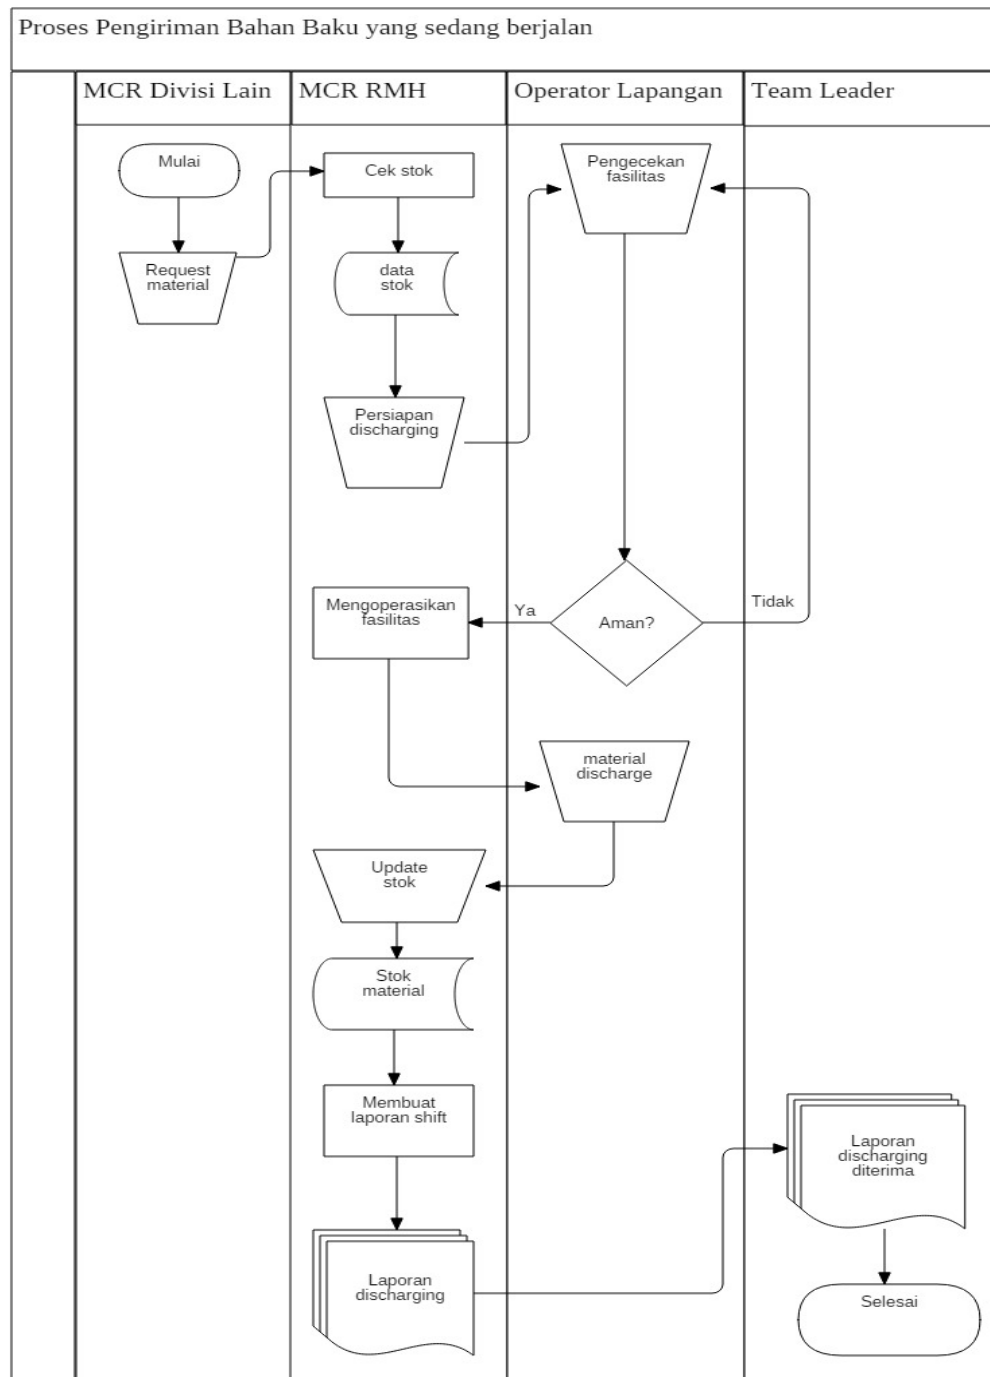 Proses Pengiriman Bahan Baku yang sedang berjalan
MCR Divisi Lain
MCR RMH
Operator Lapangan
Team Leader
Mulai
Cek stok
Pengecekan
fasilitas
Request
material
data
stok
Persiapan
discharging
Mengoperasikan
fasilitas
Ya
Aman?
Tidak
material
discharge
Update
stok
Stok
material
Membuat
laporan shift
Laporan
discharging
diterima
Laporan
discharging
Selesai